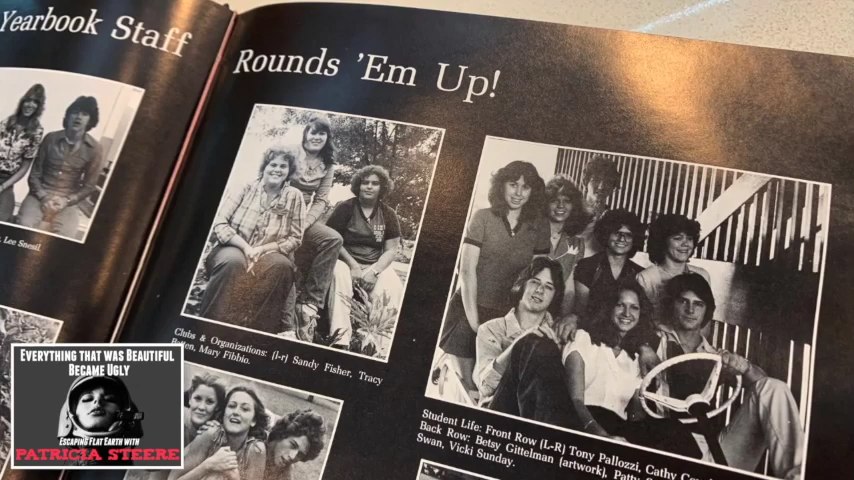 Yearbook Staff
Rounds 'Em Up!
Lee Snesil
Clubs & Organizations: (l-r) Sandy Fisher, Tracy
Mary Fibbio.
Student Life: Front Row (L-R) Tony Pallozzi, Cathy
Back Row: Betsy Gittelman (artwork), Patty
Swan, Vicki Sunday.
EVERYTHING THAT WAS BEAUTIFUL
BECAME UGLY
ESCAPING FLAT EARTH WITH
PATRICIA STEERE